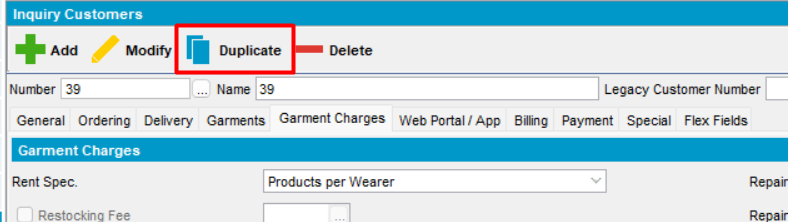 Inquiry Customers
Add Modify Duplicate Delete
Number 39 ... Name 39 Legacy Customer Number
General Ordering Delivery Garments Garment Charges Web Portal / App Billing Payment Special Flex Fields
Garment Charges
Rent Spec. Products per Wearer Repair
Restocking Fee ... Repair